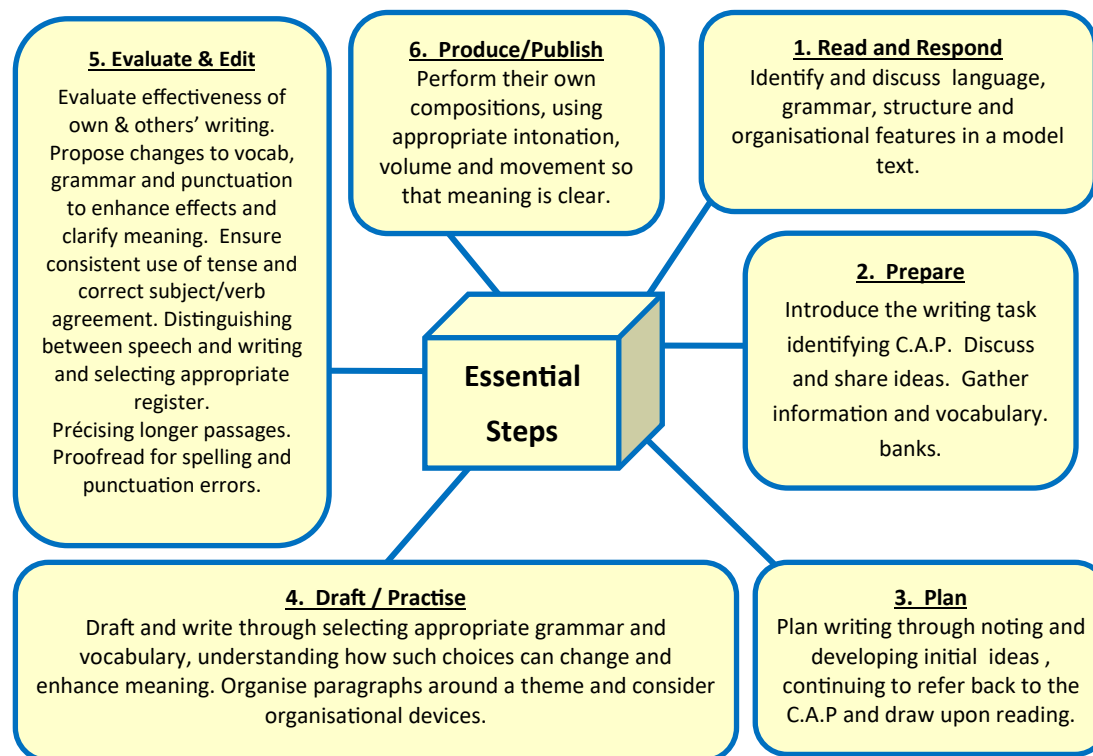 Essential
Steps
1. Read and Respond
Identify and discuss language,
grammar, structure and
organisational features in a model
text.
2. Prepare
Introduce the writing task
identifying C.A.P. Discuss
and share ideas. Gather
information and vocabulary.
banks.
3. Plan
Plan writing through noting and
developing initial ideas ,
continuing to refer back to the
C.A.P and draw upon reading.
4. Draft / Practise
Draft and write through selecting appropriate grammar and
vocabulary, understanding how such choices can change and
enhance meaning. Organise paragraphs around a theme and consider
organisational devices.
5. Evaluate & Edit
Evaluate effectiveness of
own & others’ writing.
Propose changes to vocab,
grammar and punctuation
to enhance effects and
clarify meaning. Ensure
consistent use of tense and
correct subject/verb
agreement. Distinguishing
between speech and writing
and selecting appropriate
register.
Précising longer passages.
Proofread for spelling and
punctuation errors.
6. Produce/Publish
Perform their own
compositions, using
appropriate intonation,
volume and movement so
that meaning is clear.